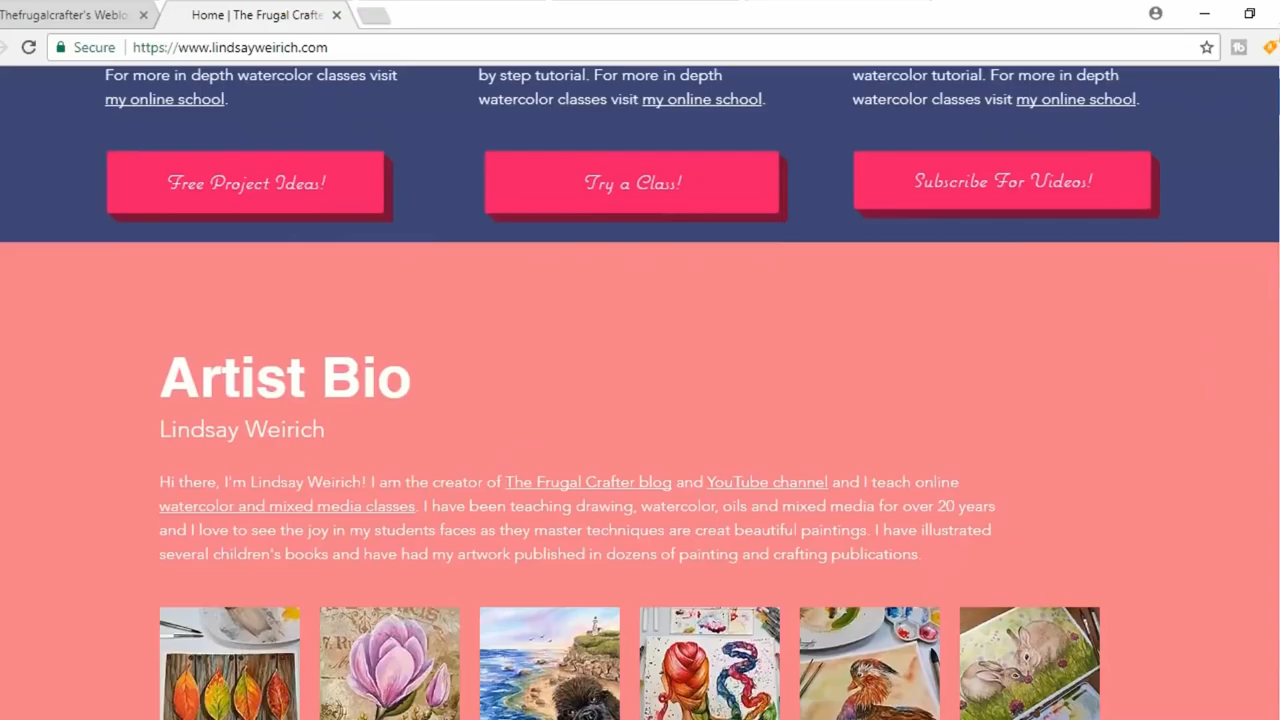 Thefrugalcrafter's Weblo
Home | The Frugal Crafte
Secure
https://www.lindsayweirich.com
For more in depth watercolor classes visit
my online school.
by step tutorial. For more in depth
watercolor classes visit my online school.
watercolor tutorial. For more in depth
watercolor classes visit my online school.
Free Project Ideas!
Try a Class!
Subscribe For Videos!
Artist Bio
Lindsay Weirich
Hi there, I'm Lindsay Weirich! I am the creator of The Frugal Crafter blog and YouTube channel and I teach online
watercolor and mixed media classes. I have been teaching drawing, watercolor, oils and mixed media for over 20 years
and I love to see the joy in my students faces as they master techniques are creat beautiful paintings. I have illustrated
several children's books and have had my artwork published in dozens of painting and crafting publications.